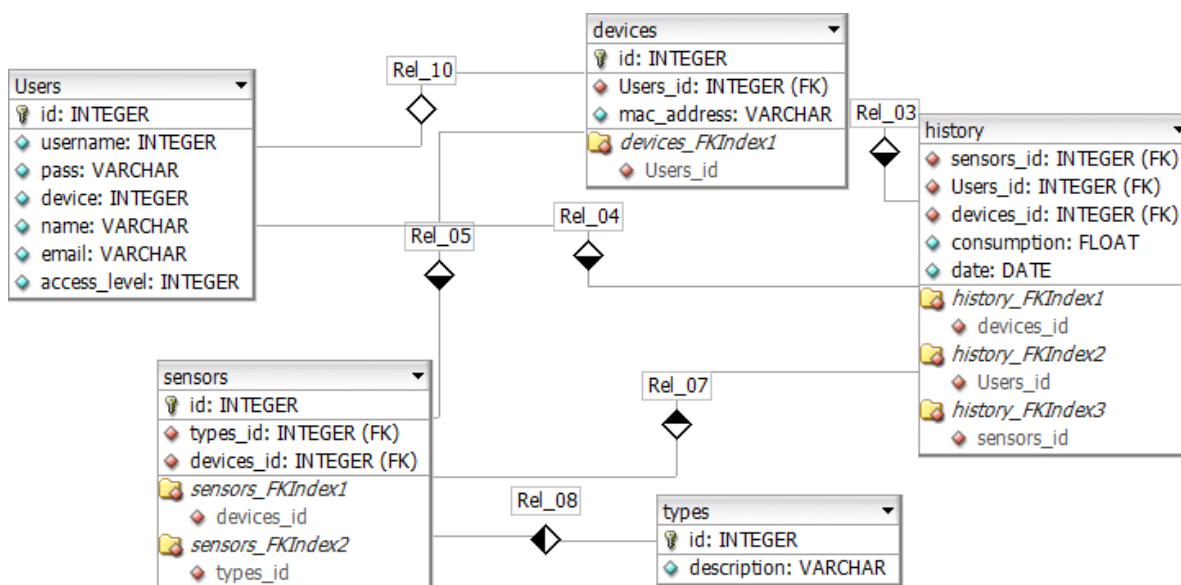 Users
id: INTEGER
username: INTEGER
pass: VARCHAR
device: INTEGER
name: VARCHAR
email: VARCHAR
access_level: INTEGER
Rel_10
devices
id: INTEGER
Users_id: INTEGER (FK)
mac_address: VARCHAR
devices_FKIndex1
Users_id
Rel_03
history
sensors_id: INTEGER (FK)
Users_id: INTEGER (FK)
devices_id: INTEGER (FK)
consumption: FLOAT
date: DATE
history_FKIndex1
devices_id
history_FKIndex2
Users_id
history_FKIndex3
sensors_id
Rel_04
Rel_05
sensors
id: INTEGER
types_id: INTEGER (FK)
devices_id: INTEGER (FK)
sensors_FKIndex1
devices_id
sensors_FKIndex2
types_id
Rel_07
Rel_08
types
id: INTEGER
description: VARCHAR